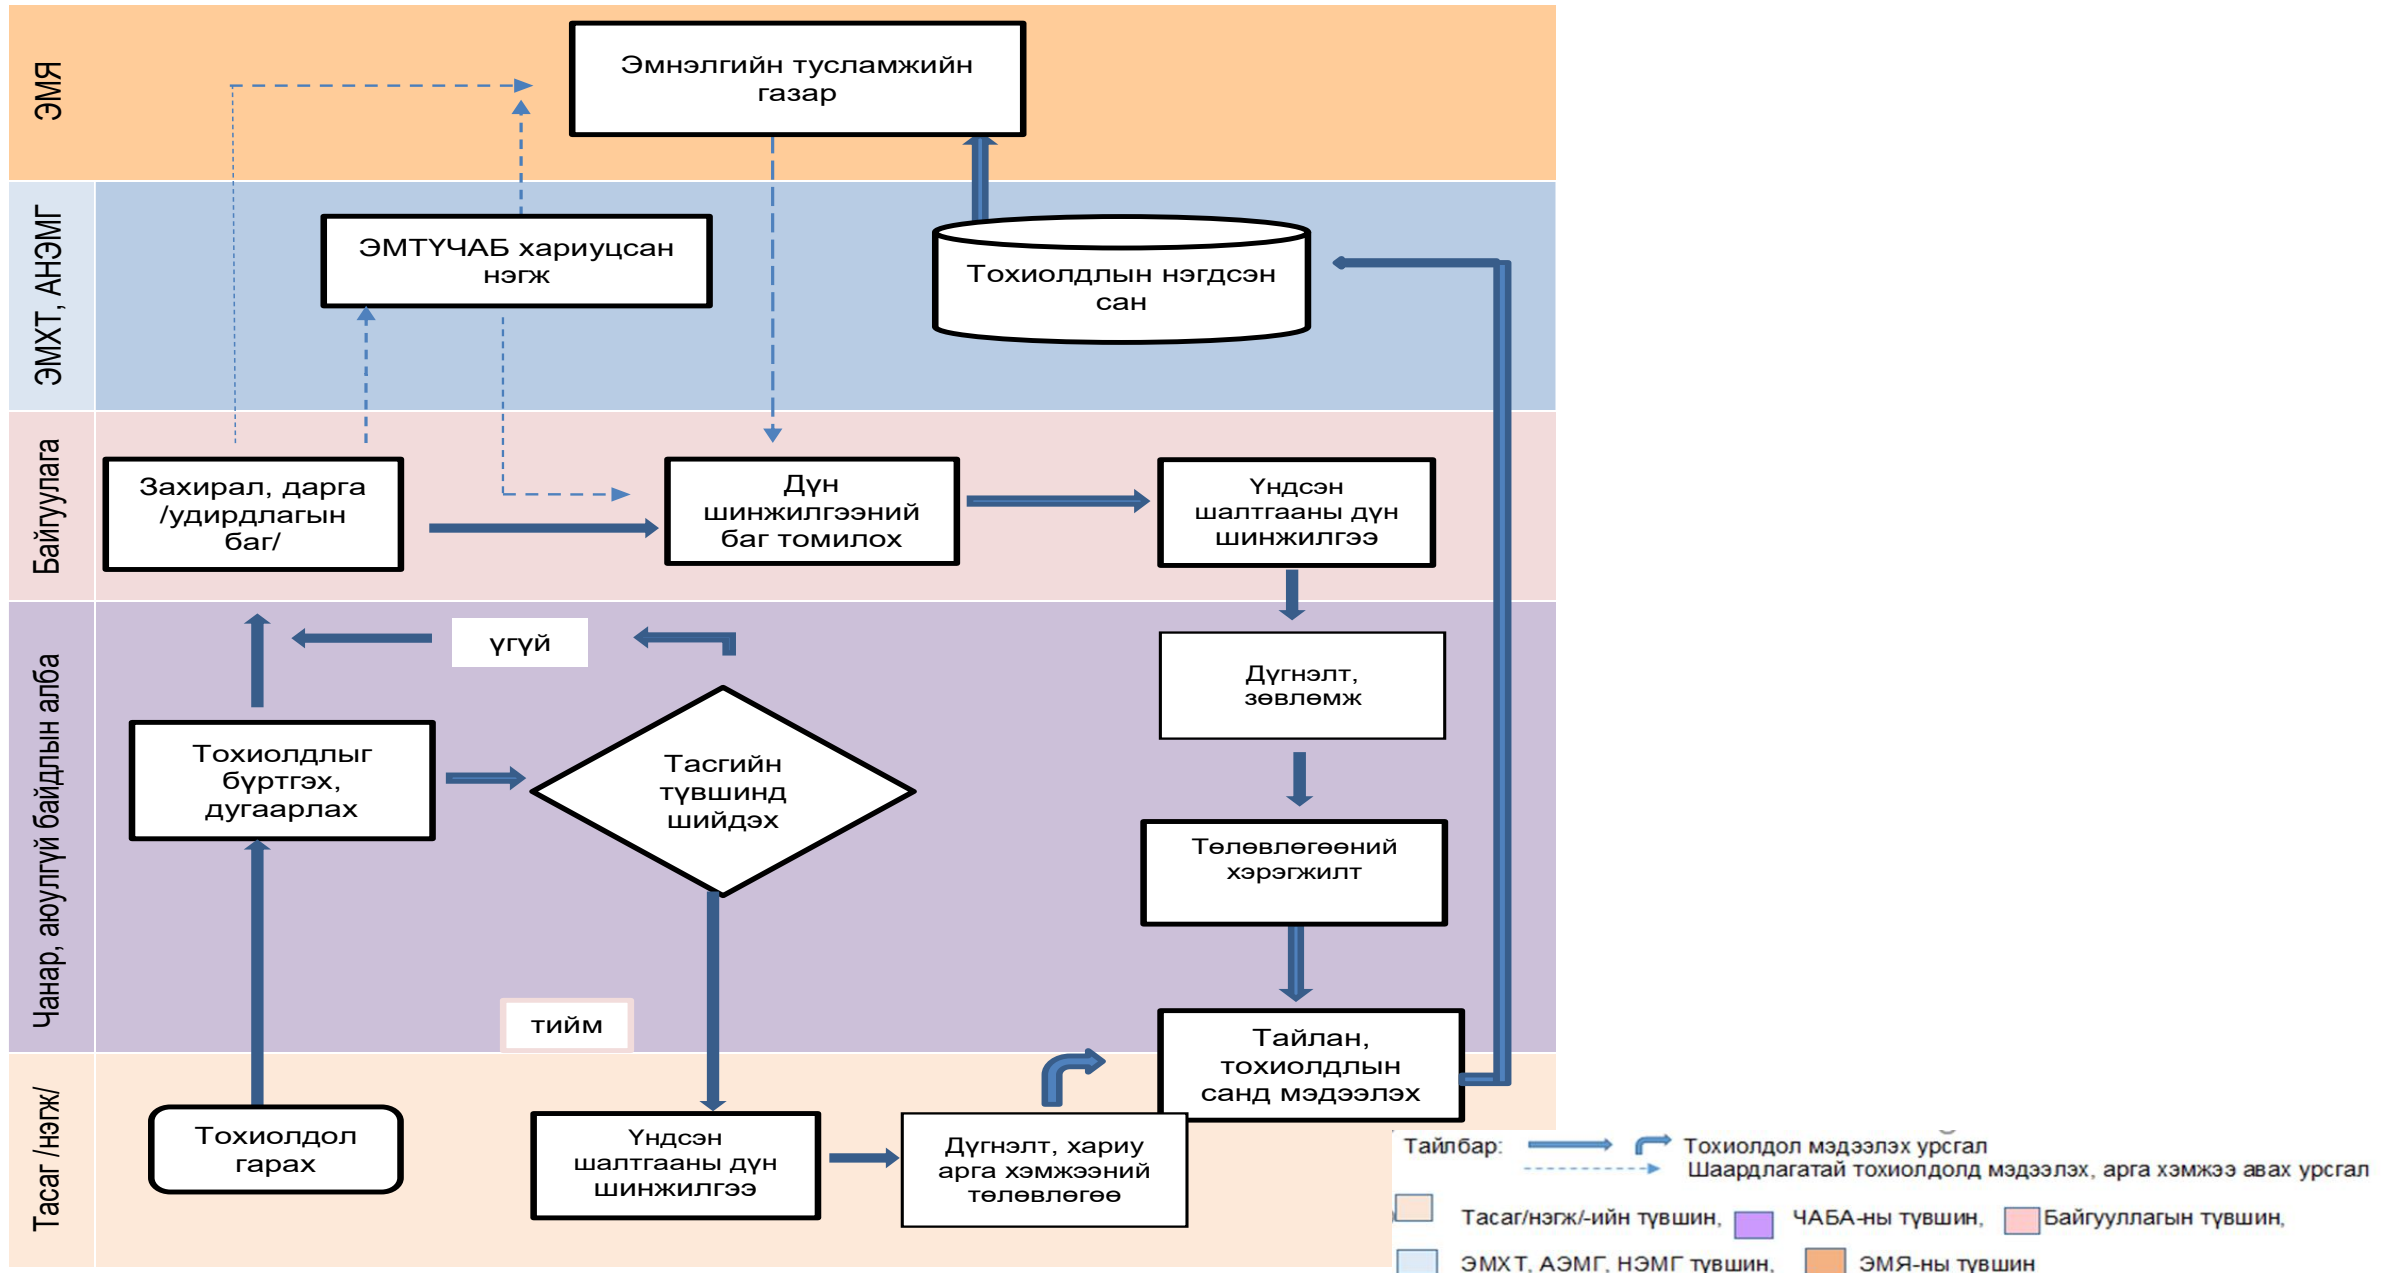 ЭМЯ
Эмнэлгийн тусламжийн
газар
ЭМХТ, АНЭМГ
ЭМТҮЧАБ хариуцсан
нэгж
Тохиолдлын нэгдсэн
сан
Байгуулага
Захирал, дарга
/удирдлагын
баг/
Дүн
шинжилгээний
баг томилох
Үндсэн
шалтгааны дүн
шинжилгээ
Чанар, аюулгүй байдлын алба
үгүй
Дүгнэлт,
зөвлөмж
Тохиолдлыг
бүртгэх,
дугаарлах
Тасгийн
түвшинд
шийдэх
Төлөвлөгөөний
хэрэгжилт
тийм
Тайлан,
тохиолдлын
санд мэдээлэх
Тасаг /нэгж/
Тохиолдол
гарах
Үндсэн
шалтгааны дүн
шинжилгээ
Дүгнэлт, хариу
арга хэмжээний
төлөвлөгөө
Тайлбар: Тохиолдол мэдээлэх урсгал
Шаардлагатай тохиолдолд мэдээлэх, арга хэмжээ авах урсгал
Тасаг/нэгж/-ийн түвшин, ЧАБА-ны түвшин, Байгууллагын түвшин,
ЭМХТ, АЭМГ, НЭМГ түвшин, ЭМЯ-ны түвшин